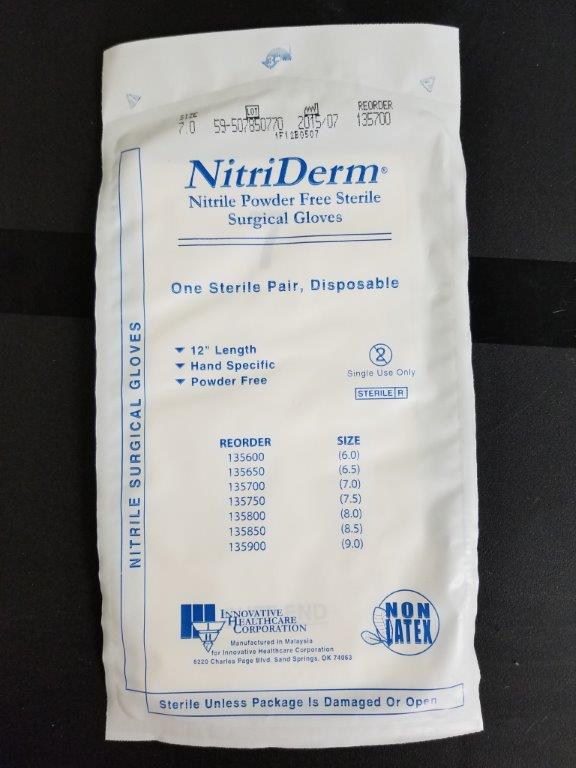 SIZE LOT REORDER
7.0 59-507850770 2015/07 135700
1F12B0507
NitriDerm®
Nitrile Powder Free Sterile
Surgical Gloves
One Sterile Pair, Disposable
12" Length
Hand Specific
Powder Free
2
Single Use Only
STERILE R
NITRILE SURGICAL GLOVES
REORDER SIZE
135600 (6.0)
135650 (6.5)
135700 (7.0)
135750 (7.5)
135800 (8.0)
135850 (8.5)
135900 (9.0)
INNOVATIVE
HEALTHCARE
CORPORATION
Manufactured in Malaysia
for Innovative Healthcare Corporation
6220 Charles Page Blvd. Sand Springs, OK 74063
NON
LATEX
Sterile Unless Package Is Damaged Or Open